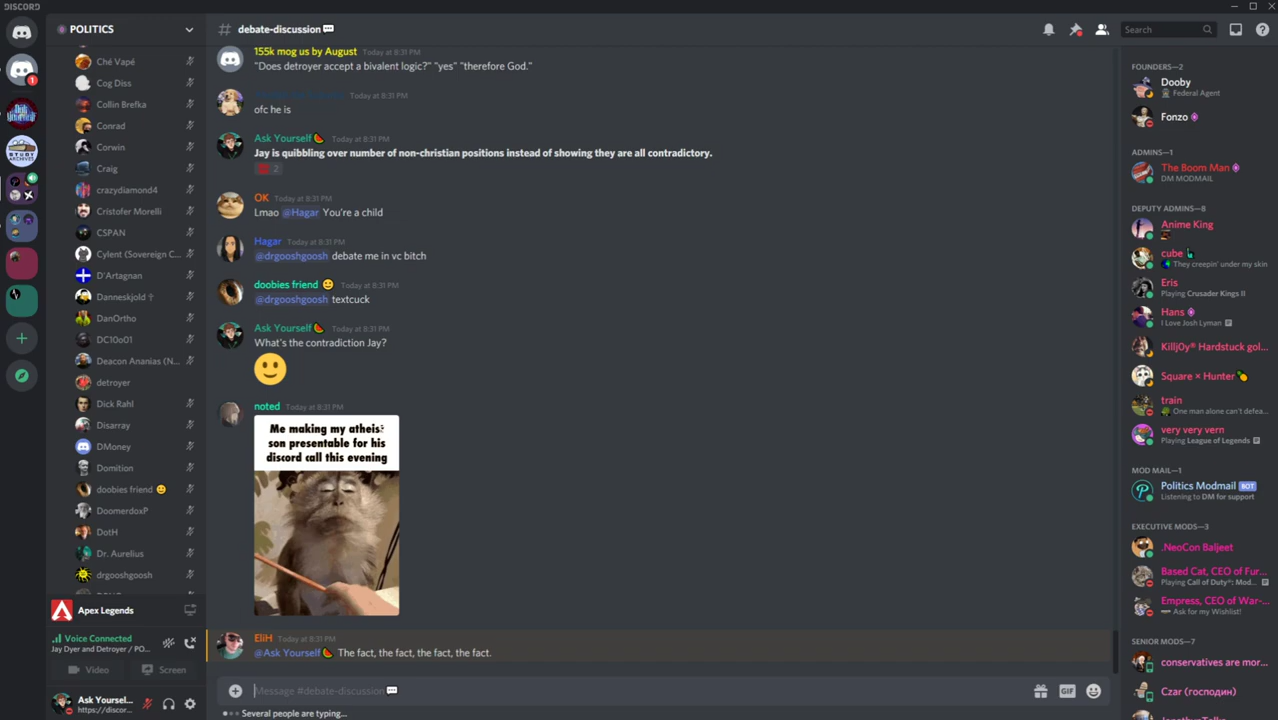 DISCORD
POLITICS
Ché Vapé
Cog Diss
Collin Brefka
Conrad
Corwin
Craig
crazydiamond4
Cristofer Morelli
CSPAN
Cylent (Sovereign C...
D'Artagnan
Danneskjold †
DanOrtho
DC10o01
Deacon Ananias (N...
detroyer
Dick Rahl
Disarray
DMoney
Domition
doobies friend 🙂
DoomerdoxP
DotH
Dr. Aurelius
drgooshgoosh
Apex Legends
Voice Connected
Jay Dyer and Detroyer / PO...
Video
Screen
Ask Yoursel...
https://discor...
1
# debate-discussion 💬
Search
155k mog us by August Today at 8:31 PM
"Does detroyer accept a bivalent logic?" "yes" "therefore God."
Today at 8:31 PM
ofc he is
Ask Yourself 🍉 Today at 8:31 PM
Jay is quibbling over number of non-christian positions instead of showing they are all contradictory.
2
OK Today at 8:31 PM
Lmao @Hagar You're a child
Hagar Today at 8:31 PM
@drgooshgoosh debate me in vc bitch
doobies friend 🙂 Today at 8:31 PM
@drgooshgoosh textcuck
Ask Yourself 🍉 Today at 8:31 PM
What's the contradiction Jay?
🙂
noted Today at 8:31 PM
Me making my atheist
son presentable for his
discord call this evening
EliH Today at 8:31 PM
@Ask Yourself 🍉 The fact, the fact, the fact, the fact.
Message #debate-discussion 💬
GIF
Several people are typing...
FOUNDERS—2
Dooby
Federal Agent
Fonzo
ADMINS—1
The Boom Man
DM MODMAIL
DEPUTY ADMINS—8
Anime King
cube
They creepin' under my skin
Eris
Playing Crusader Kings II
Hans
I Love Josh Lyman
Killj0y® Hardstuck gol...
Square × Hunter 🍍
train
One man alone can't defea...
very very vern
Playing League of Legends
MOD MAIL—1
Politics Modmail BOT
Listening to DM for support
EXECUTIVE MODS—3
.NeoCon Baljeet
Based Cat, CEO of Fur...
Playing Call of Duty®: Mod...
Empress, CEO of War-...
Ask for my Wishlist!
SENIOR MODS—7
conservatives are mor...
Czar (господин)